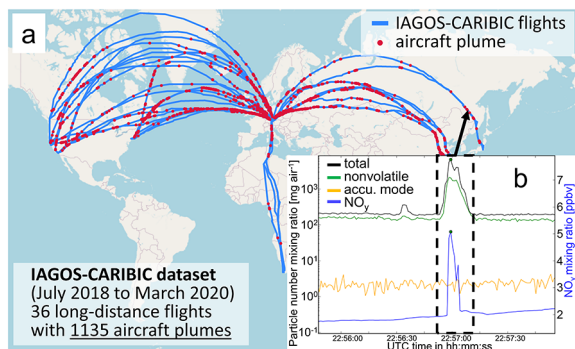 a
IAGOS-CARIBIC flights
aircraft plume
IAGOS-CARIBIC dataset
(July 2018 to March 2020)
36 long-distance flights
with 1135 aircraft plumes
b
total
nonvolatile
accu. mode
NOy
Particle number mixing ratio [mg air⁻¹]
10³
10²
10¹
10⁰
10⁻¹
7
6
5
4
3
2
NOy mixing ratio [ppbv]
22:56:00
22:56:30
22:57:00
22:57:30
UTC time in hh:mm:ss